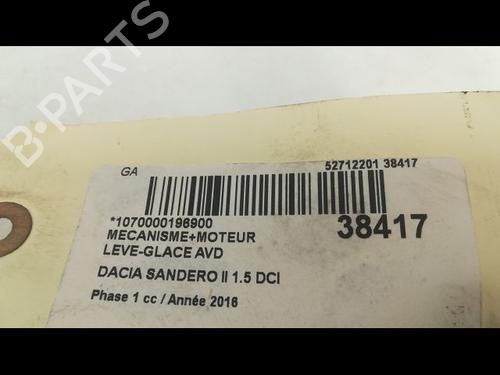 B-PARTS
GA
52712201 38417
*1070000196900
38417
MECANISME+MOTEUR
LEVE-GLACE AVD
DACIA SANDERO II 1.5 DCI
Phase 1 cc / Année 2016